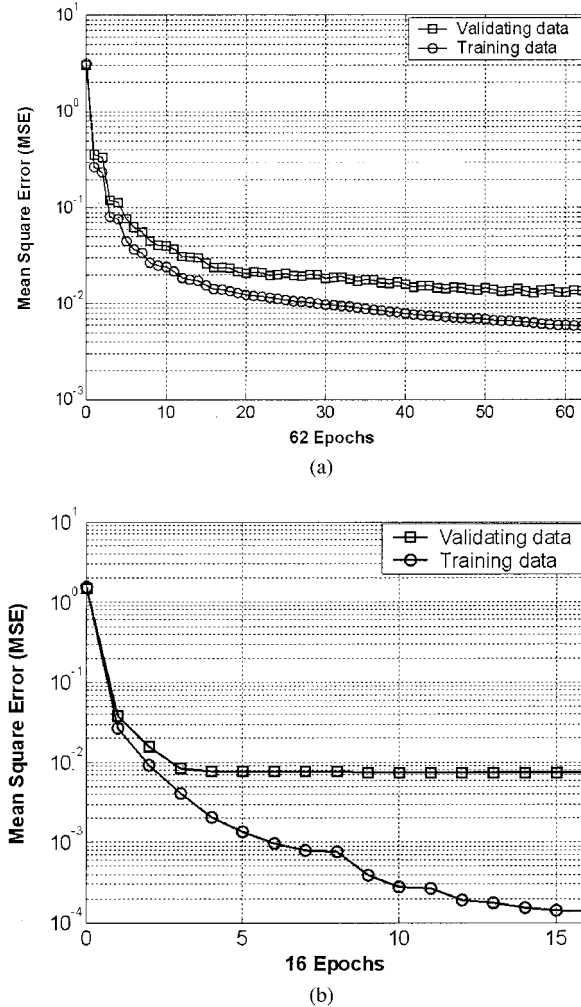 10^1
Validating data
Training data
10^0
10^-1
10^-2
10^-3
Mean Square Error (MSE)
0 10 20 30 40 50 60
62 Epochs
(a)
10^1
Validating data
Training data
10^0
10^-1
10^-2
10^-3
10^-4
Mean Square Error (MSE)
0 5 10 15
16 Epochs
(b)